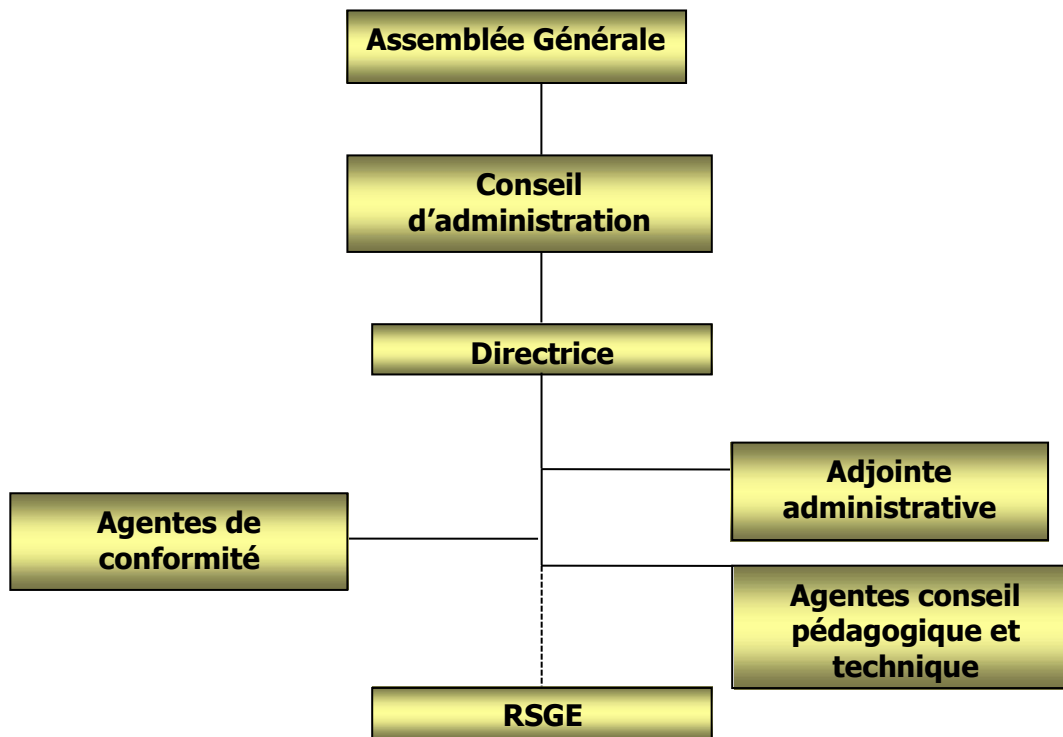 Assemblée Générale
Conseil
d’administration
Directrice
Adjointe
administrative
Agentes de
conformité
Agentes conseil
pédagogique et
technique
RSGE